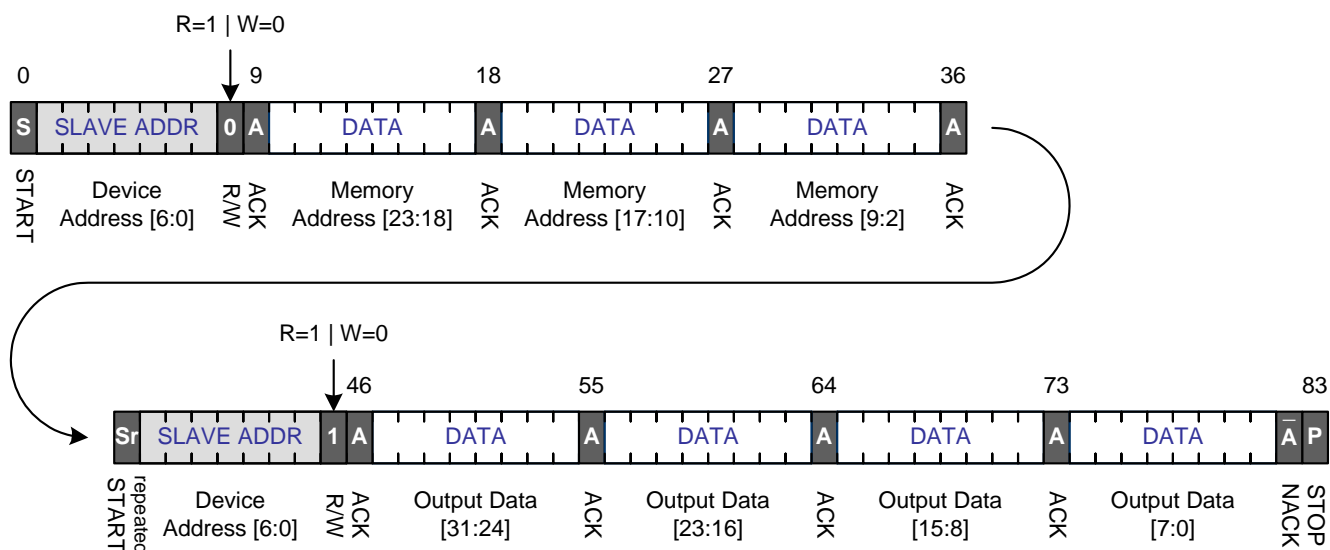 R=1 | W=0
0 9 18 27 36
S SLAVE ADDR 0 A DATA A DATA A DATA A
START Device Address [6:0] R/W ACK Memory Address [23:18] ACK Memory Address [17:10] ACK Memory Address [9:2] ACK
R=1 | W=0
46 55 64 73 83
Sr SLAVE ADDR 1 A DATA A DATA A DATA A DATA A̅ P
repeated START Device Address [6:0] R/W ACK Output Data [31:24] ACK Output Data [23:16] ACK Output Data [15:8] ACK Output Data [7:0] NACK STOP